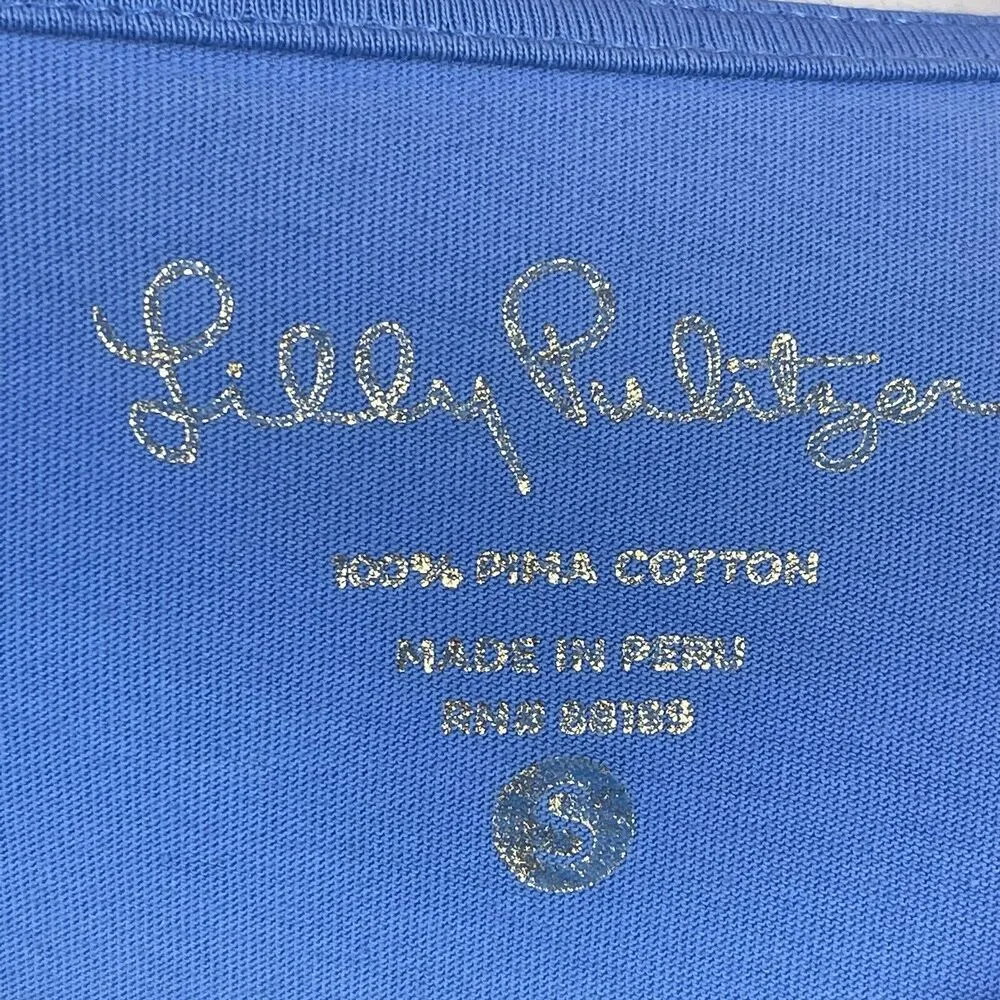 Lilly Pulitzer
100% PIMA COTTON
MADE IN PERU
RN# 88189
S